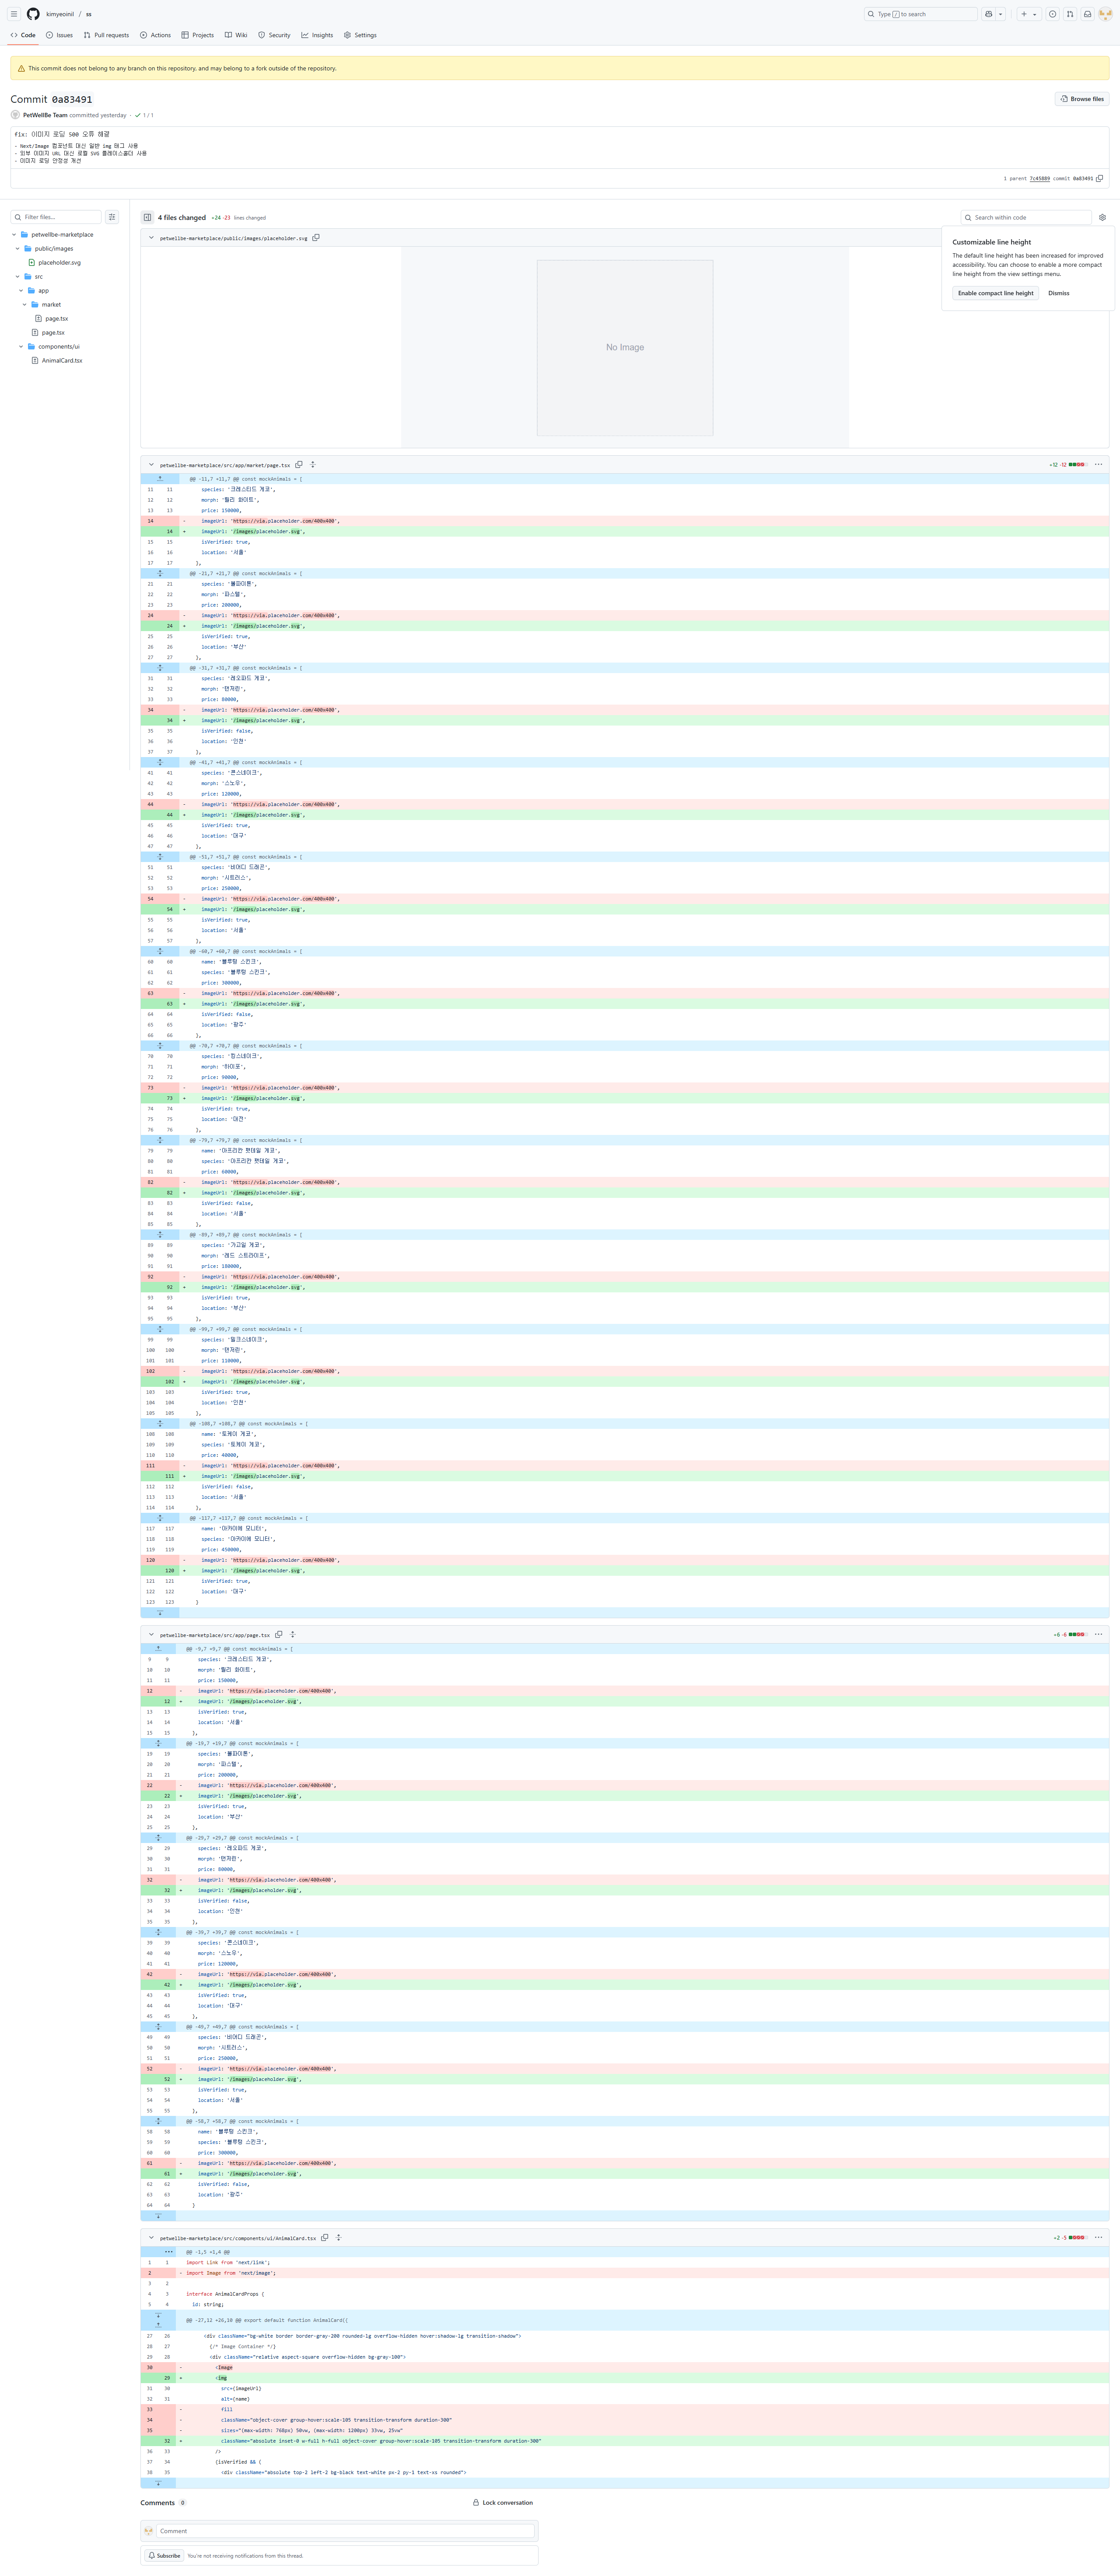 kimyeoinil / ss
Type / to search
Code
Issues
Pull requests
Actions
Projects
Wiki
Security
Insights
Settings
This commit does not belong to any branch on this repository, and may belong to a fork outside of the repository.
Commit 0a83491
Browse files
PetWellBe Team committed yesterday · 1 / 1
fix: 이미지 로딩 500 오류 해결
- Next/Image 컴포넌트 대신 일반 img 태그 사용
- 외부 이미지 URL 대신 로컬 SVG 플레이스홀더 사용
- 이미지 로딩 안정성 개선
1 parent 7c45889 commit 0a83491
Filter files...
petwellbe-marketplace
public/images
placeholder.svg
src
app
market
page.tsx
page.tsx
components/ui
AnimalCard.tsx
4 files changed +24 -23 lines changed
Search within code
Customizable line height
The default line height has been increased for improved
accessibility. You can choose to enable a more compact
line height from the view settings menu.
Enable compact line height
Dismiss
petwellbe-marketplace/public/images/placeholder.svg
No Image
petwellbe-marketplace/src/app/market/page.tsx
+12 -12
@@ -11,7 +11,7 @@ const mockAnimals = [
11 11 species: '크레스티드 게코',
12 12 morph: '릴리 화이트',
13 13 price: 150000,
14 - imageUrl: 'https://via.placeholder.com/400x400',
14 + imageUrl: '/images/placeholder.svg',
15 15 isVerified: true,
16 16 location: '서울'
17 17 },
@@ -21,7 +21,7 @@ const mockAnimals = [
21 21 species: '볼파이톤',
22 22 morph: '파스텔',
23 23 price: 200000,
24 - imageUrl: 'https://via.placeholder.com/400x400',
24 + imageUrl: '/images/placeholder.svg',
25 25 isVerified: true,
26 26 location: '부산'
27 27 },
@@ -31,7 +31,7 @@ const mockAnimals = [
31 31 species: '레오파드 게코',
32 32 morph: '탠저린',
33 33 price: 80000,
34 - imageUrl: 'https://via.placeholder.com/400x400',
34 + imageUrl: '/images/placeholder.svg',
35 35 isVerified: false,
36 36 location: '인천'
37 37 },
@@ -41,7 +41,7 @@ const mockAnimals = [
41 41 species: '콘스네이크',
42 42 morph: '스노우',
43 43 price: 120000,
44 - imageUrl: 'https://via.placeholder.com/400x400',
44 + imageUrl: '/images/placeholder.svg',
45 45 isVerified: true,
46 46 location: '대구'
47 47 },
@@ -51,7 +51,7 @@ const mockAnimals = [
51 51 species: '비어디 드래곤',
52 52 morph: '시트러스',
53 53 price: 250000,
54 - imageUrl: 'https://via.placeholder.com/400x400',
54 + imageUrl: '/images/placeholder.svg',
55 55 isVerified: true,
56 56 location: '서울'
57 57 },
@@ -60,7 +60,7 @@ const mockAnimals = [
60 60 name: '블루텅 스킨크',
61 61 species: '블루텅 스킨크',
62 62 price: 300000,
63 - imageUrl: 'https://via.placeholder.com/400x400',
63 + imageUrl: '/images/placeholder.svg',
64 64 isVerified: false,
65 65 location: '광주'
66 66 },
@@ -70,7 +70,7 @@ const mockAnimals = [
70 70 species: '킹스네이크',
71 71 morph: '하이포',
72 72 price: 90000,
73 - imageUrl: 'https://via.placeholder.com/400x400',
73 + imageUrl: '/images/placeholder.svg',
74 74 isVerified: true,
75 75 location: '대전'
76 76 },
@@ -79,7 +79,7 @@ const mockAnimals = [
79 79 name: '아프리칸 팻테일 게코',
80 80 species: '아프리칸 팻테일 게코',
81 81 price: 60000,
82 - imageUrl: 'https://via.placeholder.com/400x400',
82 + imageUrl: '/images/placeholder.svg',
83 83 isVerified: false,
84 84 location: '서울'
85 85 },
@@ -89,7 +89,7 @@ const mockAnimals = [
89 89 species: '가고일 게코',
90 90 morph: '레드 스트라이프',
91 91 price: 180000,
92 - imageUrl: 'https://via.placeholder.com/400x400',
92 + imageUrl: '/images/placeholder.svg',
93 93 isVerified: true,
94 94 location: '부산'
95 95 },
@@ -99,7 +99,7 @@ const mockAnimals = [
99 99 species: '밀크스네이크',
100 100 morph: '탠저린',
101 101 price: 110000,
102 - imageUrl: 'https://via.placeholder.com/400x400',
102 + imageUrl: '/images/placeholder.svg',
103 103 isVerified: true,
104 104 location: '인천'
105 105 },
@@ -108,7 +108,7 @@ const mockAnimals = [
108 108 name: '토케이 게코',
109 109 species: '토케이 게코',
110 110 price: 40000,
111 - imageUrl: 'https://via.placeholder.com/400x400',
111 + imageUrl: '/images/placeholder.svg',
112 112 isVerified: false,
113 113 location: '서울'
114 114 },
@@ -117,7 +117,7 @@ const mockAnimals = [
117 117 name: '아키이메 모니터',
118 118 species: '아키이메 모니터',
119 119 price: 450000,
120 - imageUrl: 'https://via.placeholder.com/400x400',
120 + imageUrl: '/images/placeholder.svg',
121 121 isVerified: true,
122 122 location: '대구'
123 123 }
petwellbe-marketplace/src/app/page.tsx
+6 -6
@@ -9,7 +9,7 @@ const mockAnimals = [
9 9 species: '크레스티드 게코',
10 10 morph: '릴리 화이트',
11 11 price: 150000,
12 - imageUrl: 'https://via.placeholder.com/400x400',
12 + imageUrl: '/images/placeholder.svg',
13 13 isVerified: true,
14 14 location: '서울'
15 15 },
@@ -19,7 +19,7 @@ const mockAnimals = [
19 19 species: '볼파이톤',
20 20 morph: '파스텔',
21 21 price: 200000,
22 - imageUrl: 'https://via.placeholder.com/400x400',
22 + imageUrl: '/images/placeholder.svg',
23 23 isVerified: true,
24 24 location: '부산'
25 25 },
@@ -29,7 +29,7 @@ const mockAnimals = [
29 29 species: '레오파드 게코',
30 30 morph: '탠저린',
31 31 price: 80000,
32 - imageUrl: 'https://via.placeholder.com/400x400',
32 + imageUrl: '/images/placeholder.svg',
33 33 isVerified: false,
34 34 location: '인천'
35 35 },
@@ -39,7 +39,7 @@ const mockAnimals = [
39 39 species: '콘스네이크',
40 40 morph: '스노우',
41 41 price: 120000,
42 - imageUrl: 'https://via.placeholder.com/400x400',
42 + imageUrl: '/images/placeholder.svg',
43 43 isVerified: true,
44 44 location: '대구'
45 45 },
@@ -49,7 +49,7 @@ const mockAnimals = [
49 49 species: '비어디 드래곤',
50 50 morph: '시트러스',
51 51 price: 250000,
52 - imageUrl: 'https://via.placeholder.com/400x400',
52 + imageUrl: '/images/placeholder.svg',
53 53 isVerified: true,
54 54 location: '서울'
55 55 },
@@ -58,7 +58,7 @@ const mockAnimals = [
58 58 name: '블루텅 스킨크',
59 59 species: '블루텅 스킨크',
60 60 price: 300000,
61 - imageUrl: 'https://via.placeholder.com/400x400',
61 + imageUrl: '/images/placeholder.svg',
62 62 isVerified: false,
63 63 location: '광주'
64 64 }
petwellbe-marketplace/src/components/ui/AnimalCard.tsx
+2 -5
@@ -1,5 +1,4 @@
1 1 import Link from 'next/link';
2 - import Image from 'next/image';
3 2
4 3 interface AnimalCardProps {
5 4 id: string;
@@ -27,12 +26,10 @@ export default function AnimalCard({
27 26 <div className="bg-white border border-gray-200 rounded-lg overflow-hidden hover:shadow-lg transition-shadow">
28 27 {/* Image Container */}
29 28 <div className="relative aspect-square overflow-hidden bg-gray-100">
30 - <Image
29 + <img
31 30 src={imageUrl}
32 31 alt={name}
33 - fill
34 - className="object-cover group-hover:scale-105 transition-transform duration-300"
35 - sizes="(max-width: 768px) 50vw, (max-width: 1200px) 33vw, 25vw"
32 + className="absolute inset-0 w-full h-full object-cover group-hover:scale-105 transition-transform duration-300"
36 33 />
37 34 {isVerified && (
38 35 <div className="absolute top-2 left-2 bg-black text-white px-2 py-1 text-xs rounded">
Comments 0
Lock conversation
Comment
Subscribe
You're not receiving notifications from this thread.